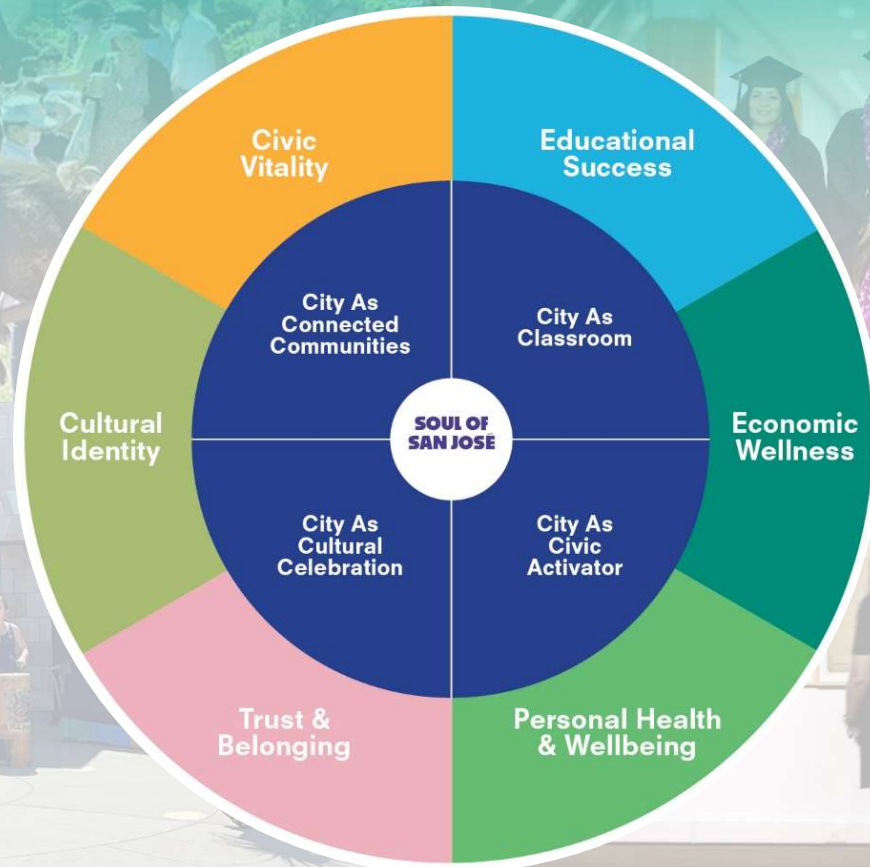 Civic
Vitality
Educational
Success
City As
Connected
Communities
City As
Classroom
Cultural
Identity
SOUL OF
SAN JOSÉ
Economic
Wellness
City As
Cultural
Celebration
City As
Civic
Activator
Trust &
Belonging
Personal Health
& Wellbeing